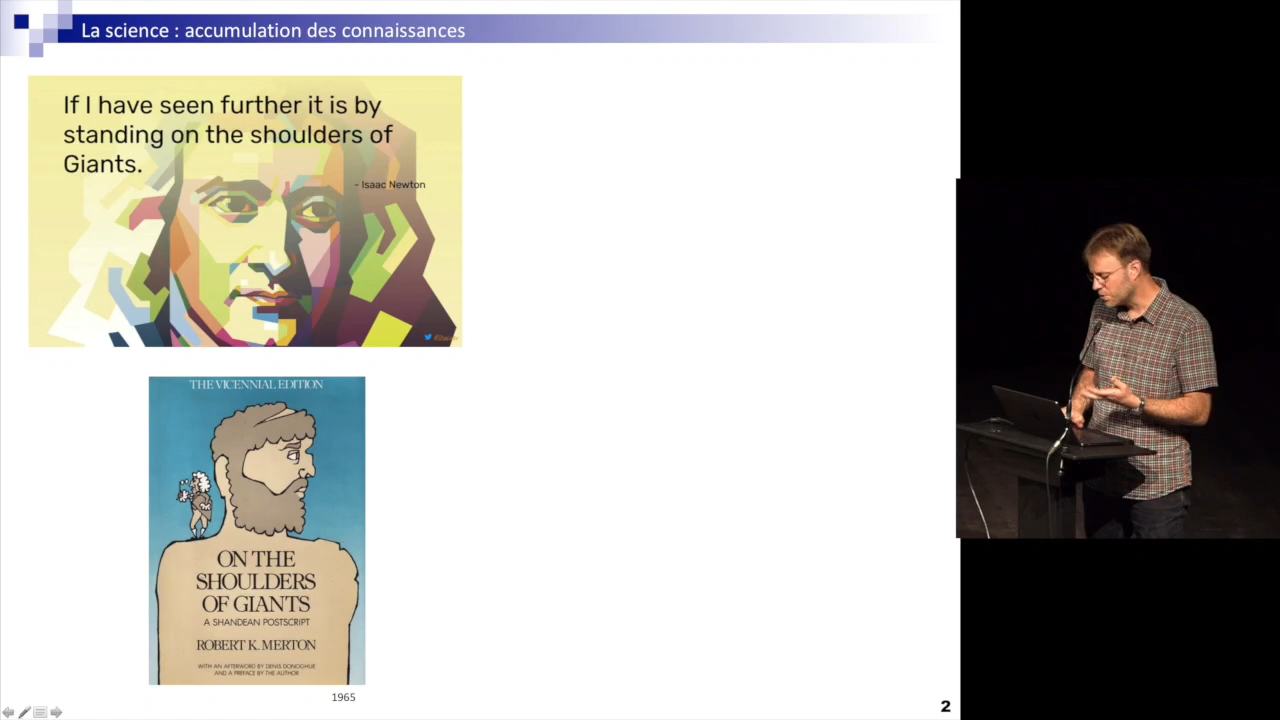 La science : accumulation des connaissances
If I have seen further it is by
standing on the shoulders of
Giants.
- Isaac Newton
THE VICENNIAL EDITION
ON THE
SHOULDERS
OF GIANTS
A SHANDEAN POSTSCRIPT
ROBERT K. MERTON
WITH AN AFTERWORD BY DENIS DONOGHUE
AND A PREFACE BY THE AUTHOR
1965
2